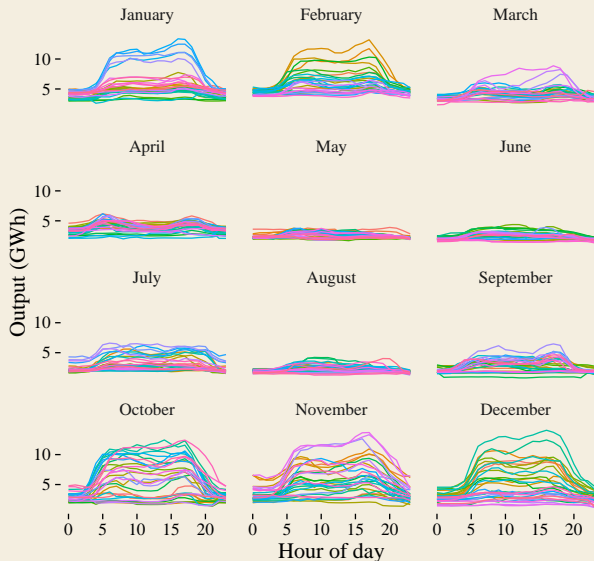 January February March
10
5
April May June
10
5
July August September
10
5
October November December
10
5
0 5 10 15 20 0 5 10 15 20 0 5 10 15 20
Hour of day
Output (GWh)